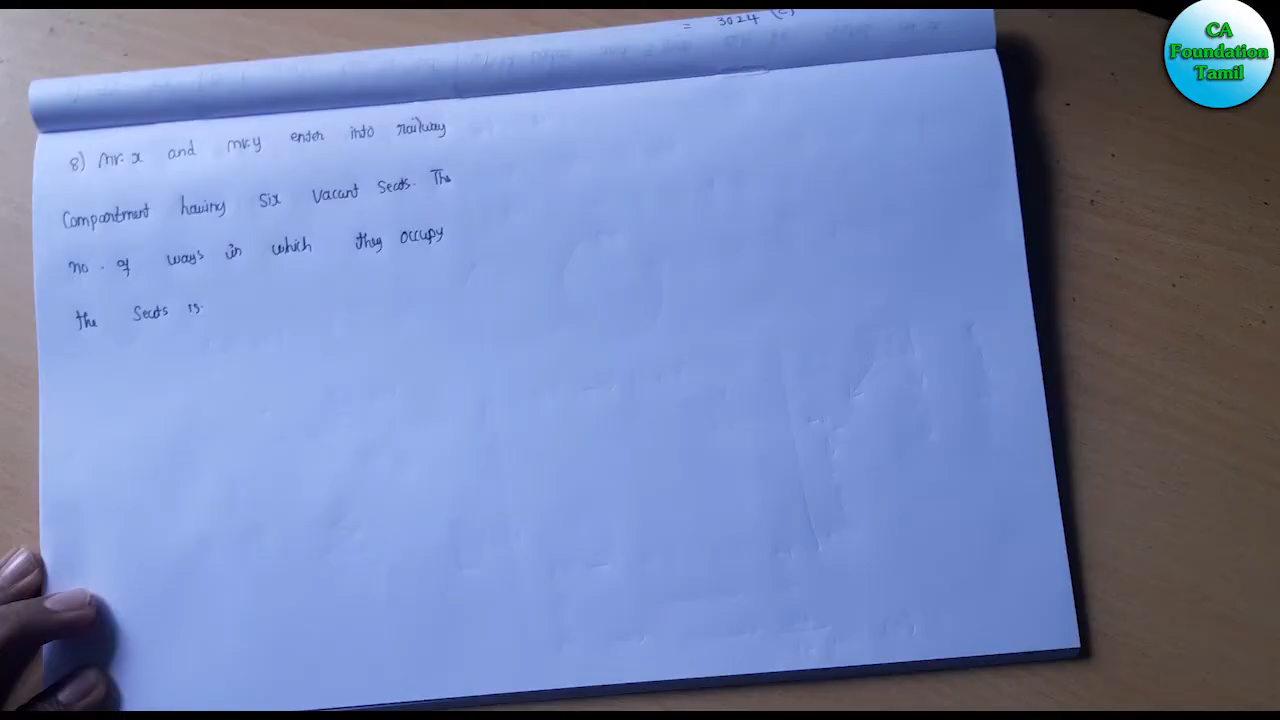 = 3024 (C)
8) Mr. x and Mr. y enter into railway
Compartment having Six Vacant Seats. The
no. of ways in which they occupy
the Seats is.
CA
Foundation
Tamil